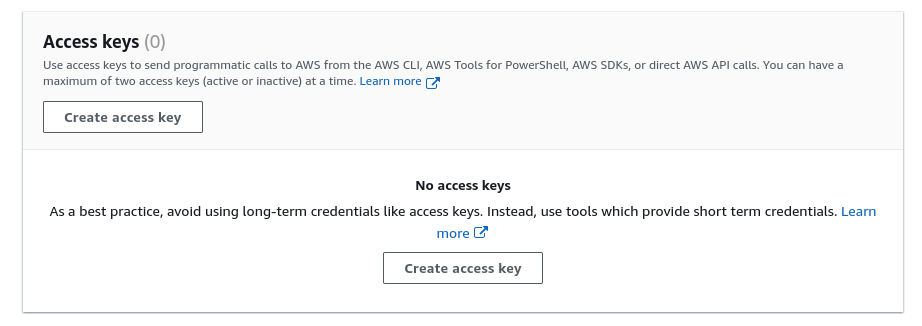 Access keys (0)
Use access keys to send programmatic calls to AWS from the AWS CLI, AWS Tools for PowerShell, AWS SDKs, or direct AWS API calls. You can have a
maximum of two access keys (active or inactive) at a time. Learn more
Create access key
No access keys
As a best practice, avoid using long-term credentials like access keys. Instead, use tools which provide short term credentials. Learn
more
Create access key